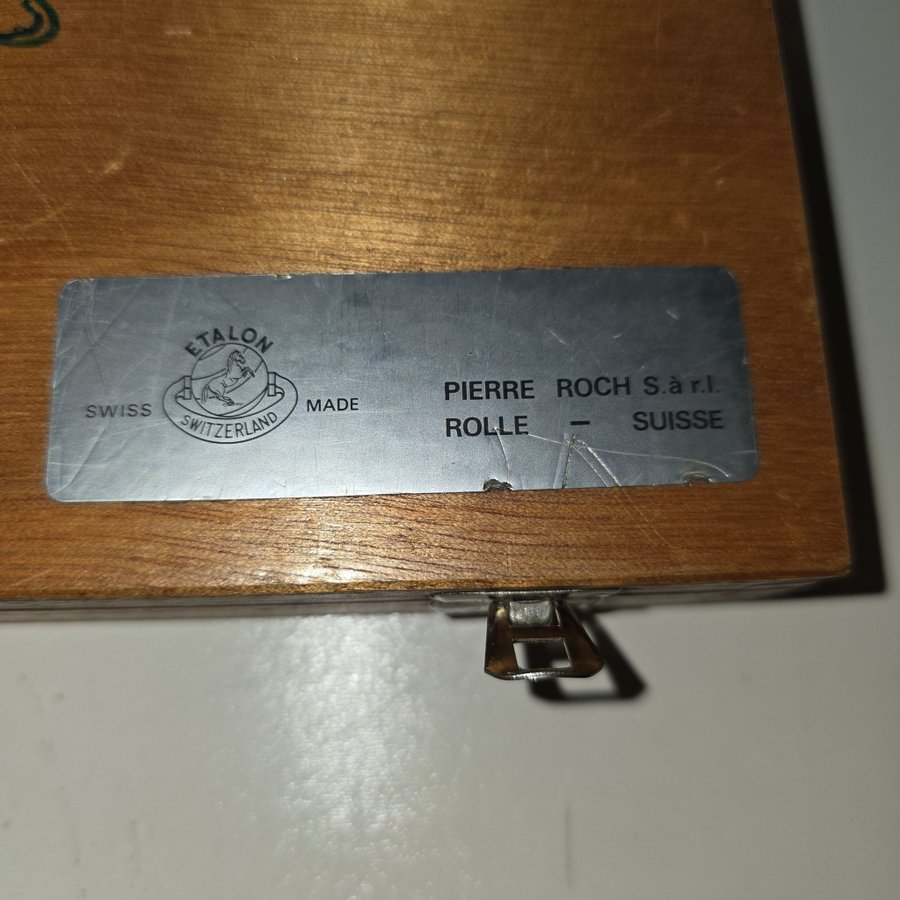 ETALON
SWISS
SWITZERLAND
MADE
PIERRE ROCH S.à r.l.
ROLLE – SUISSE